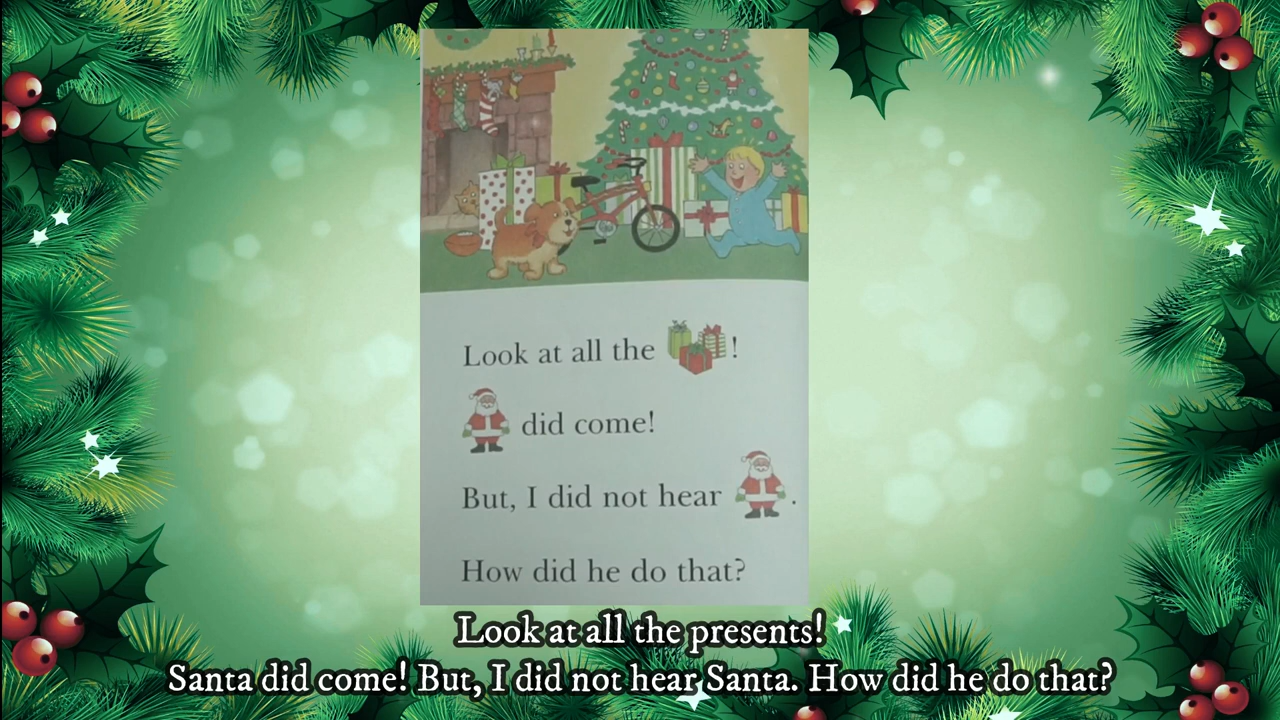 Look at all the !
did come!
But, I did not hear .
How did he do that?
Look at all the presents!
Santa did come! But, I did not hear Santa. How did he do that?